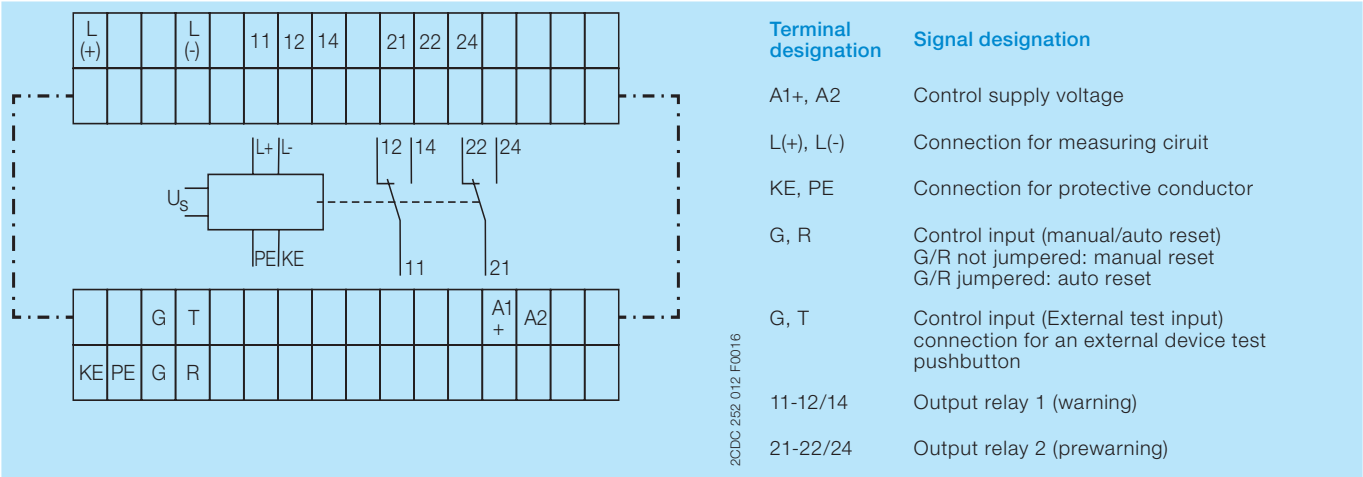 L L
(+) (-) 11 12 14 21 22 24
L+ L- 12 14 22 24
US
PE KE 11 21
G T A1 A2
+
KE PE G R
2CDC 252 012 F0016
Terminal
designation Signal designation
A1+, A2 Control supply voltage
L(+), L(-) Connection for measuring ciruit
KE, PE Connection for protective conductor
G, R Control input (manual/auto reset)
G/R not jumpered: manual reset
G/R jumpered: auto reset
G, T Control input (External test input)
connection for an external device test
pushbutton
11-12/14 Output relay 1 (warning)
21-22/24 Output relay 2 (prewarning)